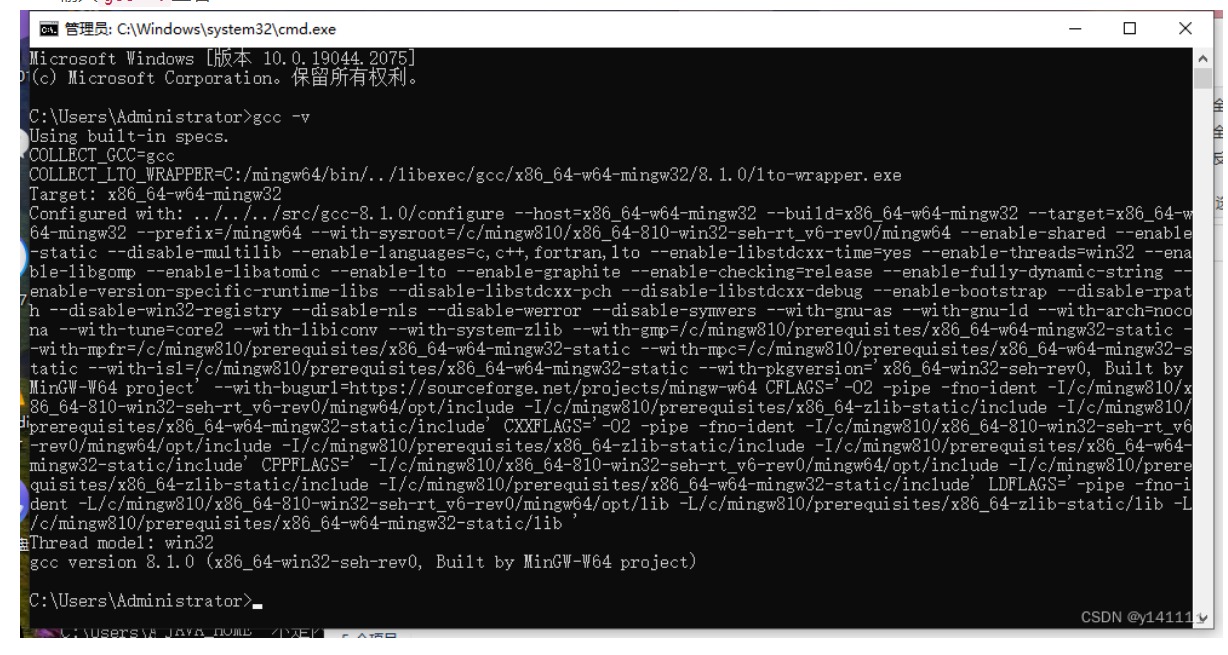 管理员: C:\Windows\system32\cmd.exe
Microsoft Windows [版本 10.0.19044.2075]
(c) Microsoft Corporation。保留所有权利。
C:\Users\Administrator>gcc -v
Using built-in specs.
COLLECT_GCC=gcc
COLLECT_LTO_WRAPPER=C:/mingw64/bin/../libexec/gcc/x86_64-w64-mingw32/8.1.0/lto-wrapper.exe
Target: x86_64-w64-mingw32
Configured with: ../../../src/gcc-8.1.0/configure --host=x86_64-w64-mingw32 --build=x86_64-w64-mingw32 --target=x86_64-w
64-mingw32 --prefix=/mingw64 --with-sysroot=/c/mingw810/x86_64-810-win32-seh-rt_v6-rev0/mingw64 --enable-shared --enable
-static --disable-multilib --enable-languages=c,c++,fortran,lto --enable-libstdcxx-time=yes --enable-threads=win32 --ena
ble-libgomp --enable-libatomic --enable-lto --enable-graphite --enable-checking=release --enable-fully-dynamic-string --
enable-version-specific-runtime-libs --disable-libstdcxx-pch --disable-libstdcxx-debug --enable-bootstrap --disable-rpat
h --disable-win32-registry --disable-nls --disable-werror --disable-symvers --with-gnu-as --with-gnu-ld --with-arch=noco
na --with-tune=core2 --with-libiconv --with-system-zlib --with-gmp=/c/mingw810/prerequisites/x86_64-w64-mingw32-static -
-with-mpfr=/c/mingw810/prerequisites/x86_64-w64-mingw32-static --with-mpc=/c/mingw810/prerequisites/x86_64-w64-mingw32-s
tatic --with-isl=/c/mingw810/prerequisites/x86_64-w64-mingw32-static --with-pkgversion='x86_64-win32-seh-rev0, Built by
MinGW-W64 project' --with-bugurl=https://sourceforge.net/projects/mingw-w64 CFLAGS='-O2 -pipe -fno-ident -I/c/mingw810/x
86_64-810-win32-seh-rt_v6-rev0/mingw64/opt/include -I/c/mingw810/prerequisites/x86_64-zlib-static/include -I/c/mingw810/
prerequisites/x86_64-w64-mingw32-static/include' CXXFLAGS='-O2 -pipe -fno-ident -I/c/mingw810/x86_64-810-win32-seh-rt_v6
-rev0/mingw64/opt/include -I/c/mingw810/prerequisites/x86_64-zlib-static/include -I/c/mingw810/prerequisites/x86_64-w64-
mingw32-static/include' CPPFLAGS=' -I/c/mingw810/x86_64-810-win32-seh-rt_v6-rev0/mingw64/opt/include -I/c/mingw810/prere
quisites/x86_64-zlib-static/include -I/c/mingw810/prerequisites/x86_64-w64-mingw32-static/include' LDFLAGS='-pipe -fno-i
dent -L/c/mingw810/x86_64-810-win32-seh-rt_v6-rev0/mingw64/opt/lib -L/c/mingw810/prerequisites/x86_64-zlib-static/lib -L
/c/mingw810/prerequisites/x86_64-w64-mingw32-static/lib '
Thread model: win32
gcc version 8.1.0 (x86_64-win32-seh-rev0, Built by MinGW-W64 project)
C:\Users\Administrator>
CSDN @y14111